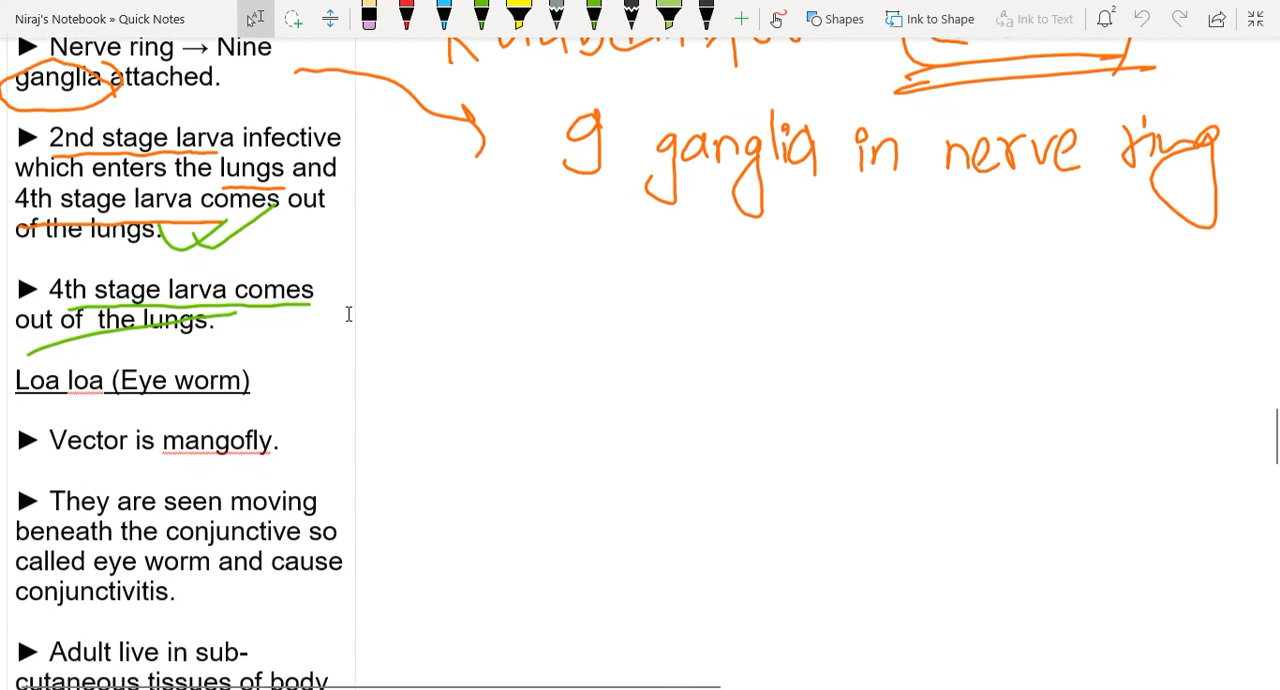 Niraj's Notebook » Quick Notes
Shapes
Ink to Shape
Ink to Text
2
► Nerve ring → Nine
ganglia attached.
9 ganglia in nerve ring
► 2nd stage larva infective
which enters the lungs and
4th stage larva comes out
of the lungs.
► 4th stage larva comes
out of the lungs.
Loa loa (Eye worm)
► Vector is mangofly.
► They are seen moving
beneath the conjunctive so
called eye worm and cause
conjunctivitis.
► Adult live in sub-
cutaneous tissues of body